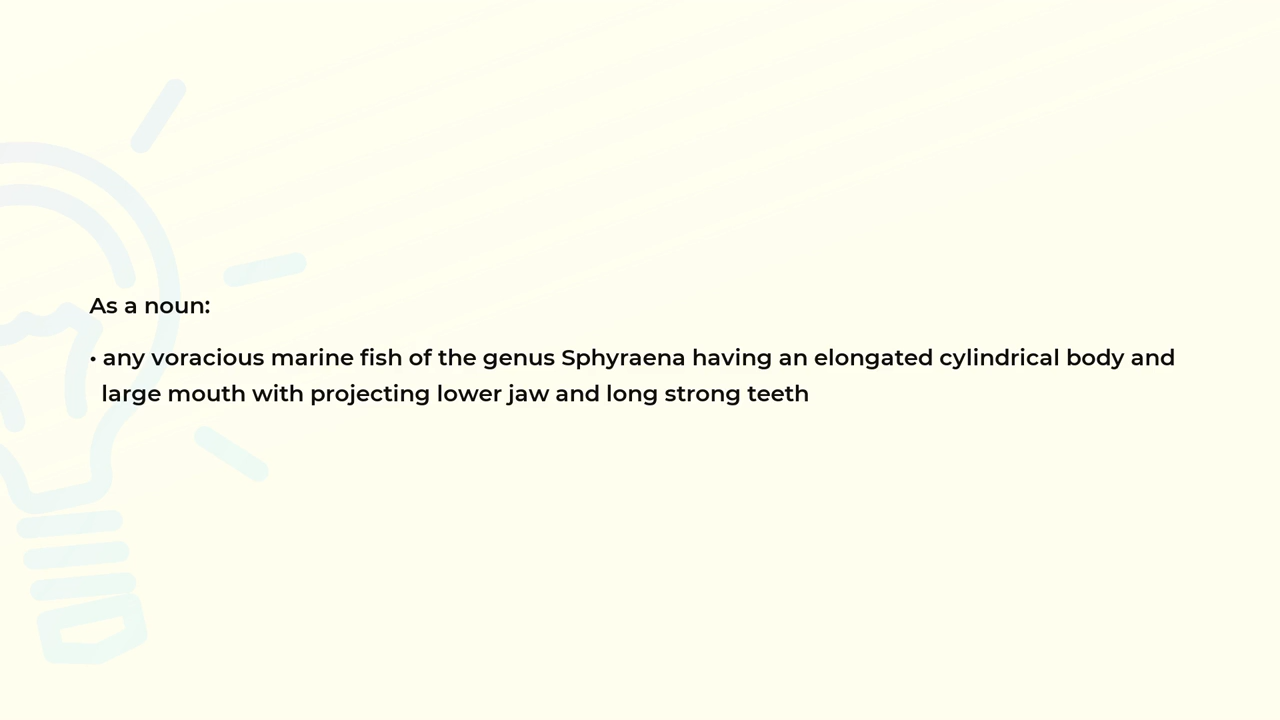 As a noun:
• any voracious marine fish of the genus Sphyraena having an elongated cylindrical body and
large mouth with projecting lower jaw and long strong teeth